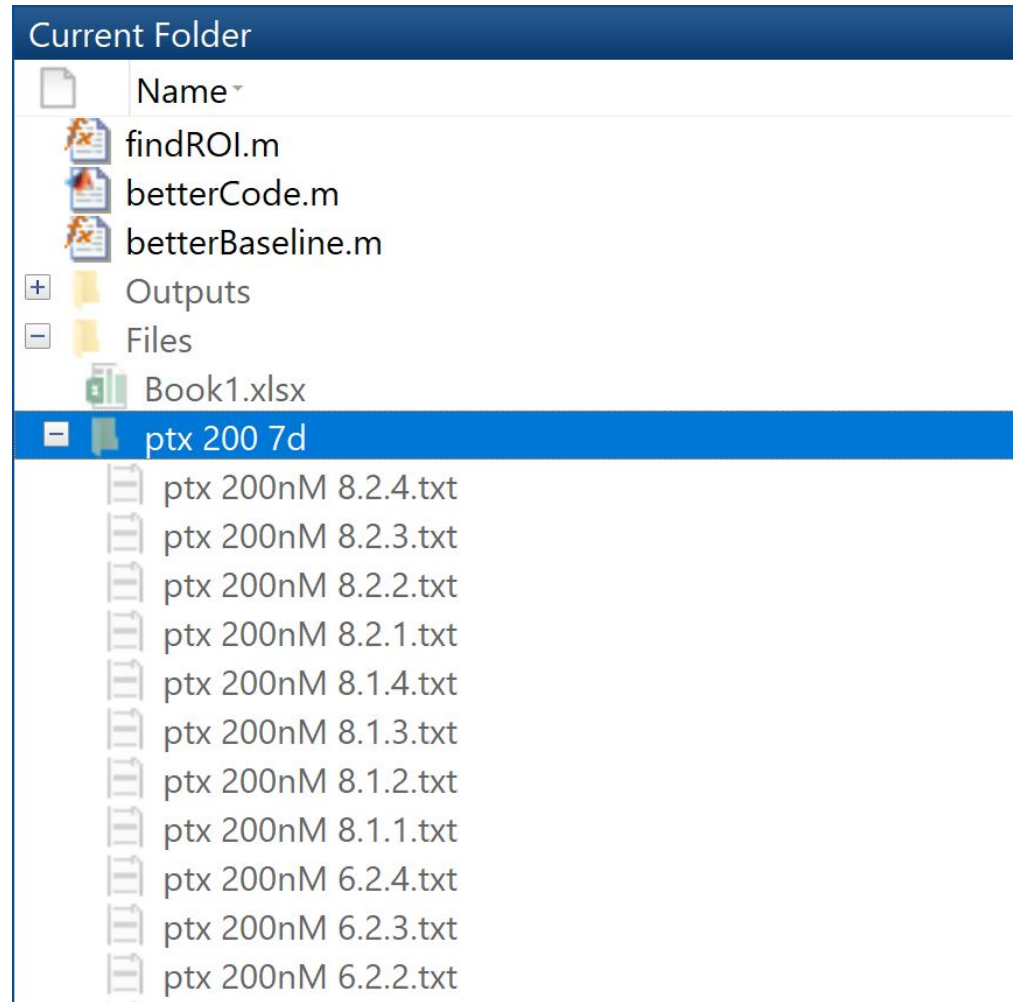 Current Folder
Name
findROI.m
betterCode.m
betterBaseline.m
Outputs
Files
Book1.xlsx
ptx 200 7d
ptx 200nM 8.2.4.txt
ptx 200nM 8.2.3.txt
ptx 200nM 8.2.2.txt
ptx 200nM 8.2.1.txt
ptx 200nM 8.1.4.txt
ptx 200nM 8.1.3.txt
ptx 200nM 8.1.2.txt
ptx 200nM 8.1.1.txt
ptx 200nM 6.2.4.txt
ptx 200nM 6.2.3.txt
ptx 200nM 6.2.2.txt